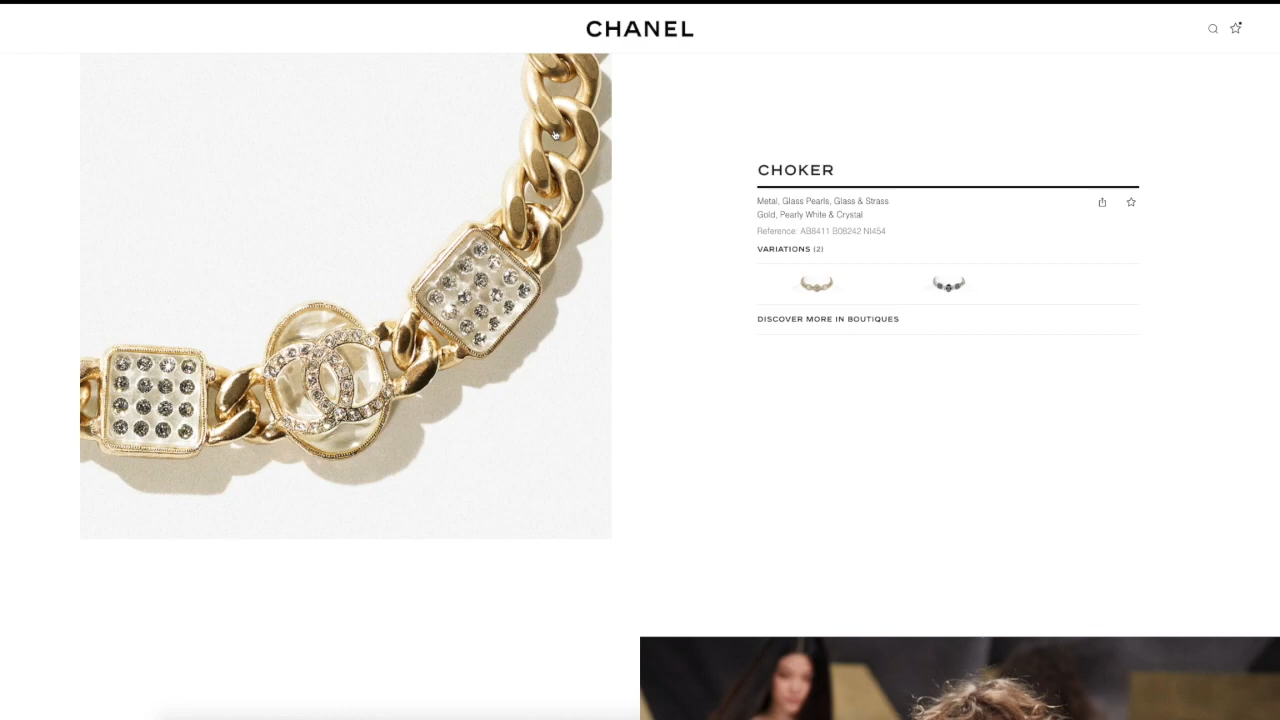 CHANEL
CHOKER
Metal, Glass Pearls, Glass & Strass
Gold, Pearly White & Crystal
Reference: AB8411 B08242 NI454
VARIATIONS (2)
DISCOVER MORE IN BOUTIQUES